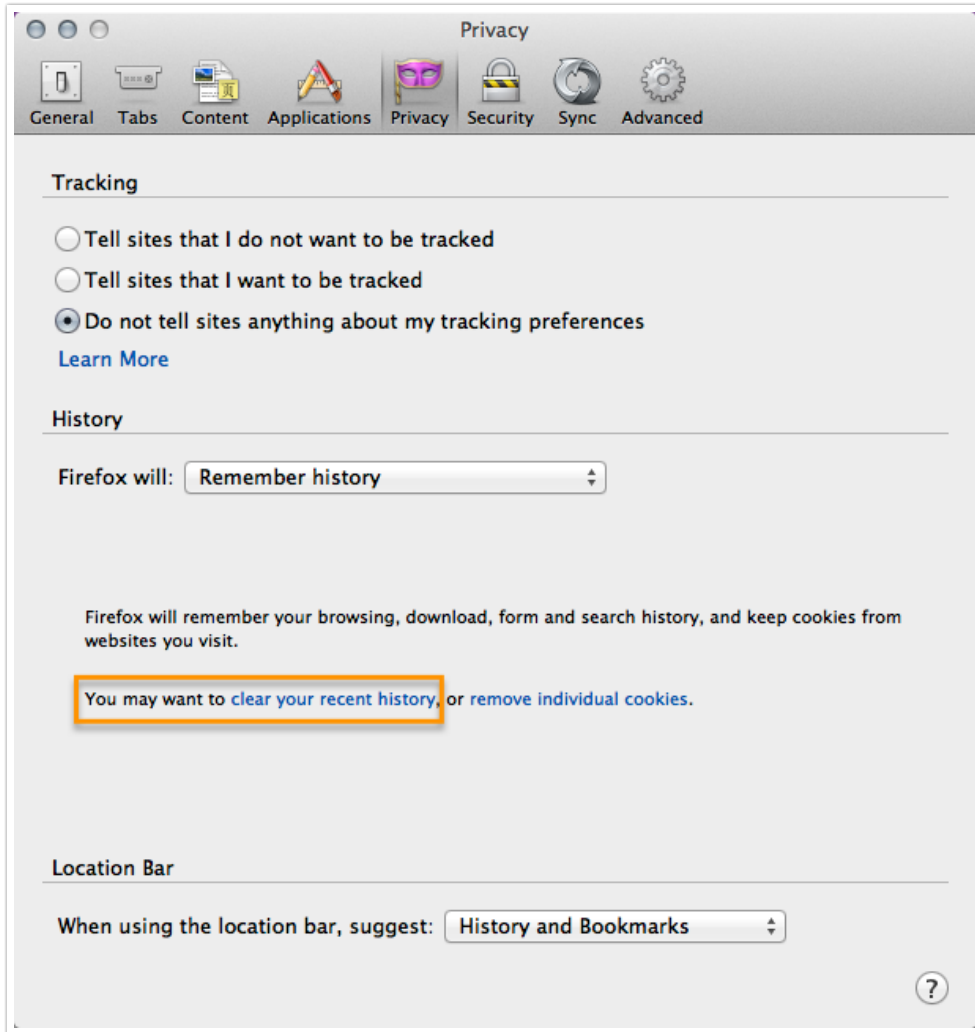 Privacy
General Tabs Content Applications Privacy Security Sync Advanced
Tracking
Tell sites that I do not want to be tracked
Tell sites that I want to be tracked
Do not tell sites anything about my tracking preferences
Learn More
History
Firefox will: Remember history
Firefox will remember your browsing, download, form and search history, and keep cookies from
websites you visit.
You may want to clear your recent history, or remove individual cookies.
Location Bar
When using the location bar, suggest: History and Bookmarks
?